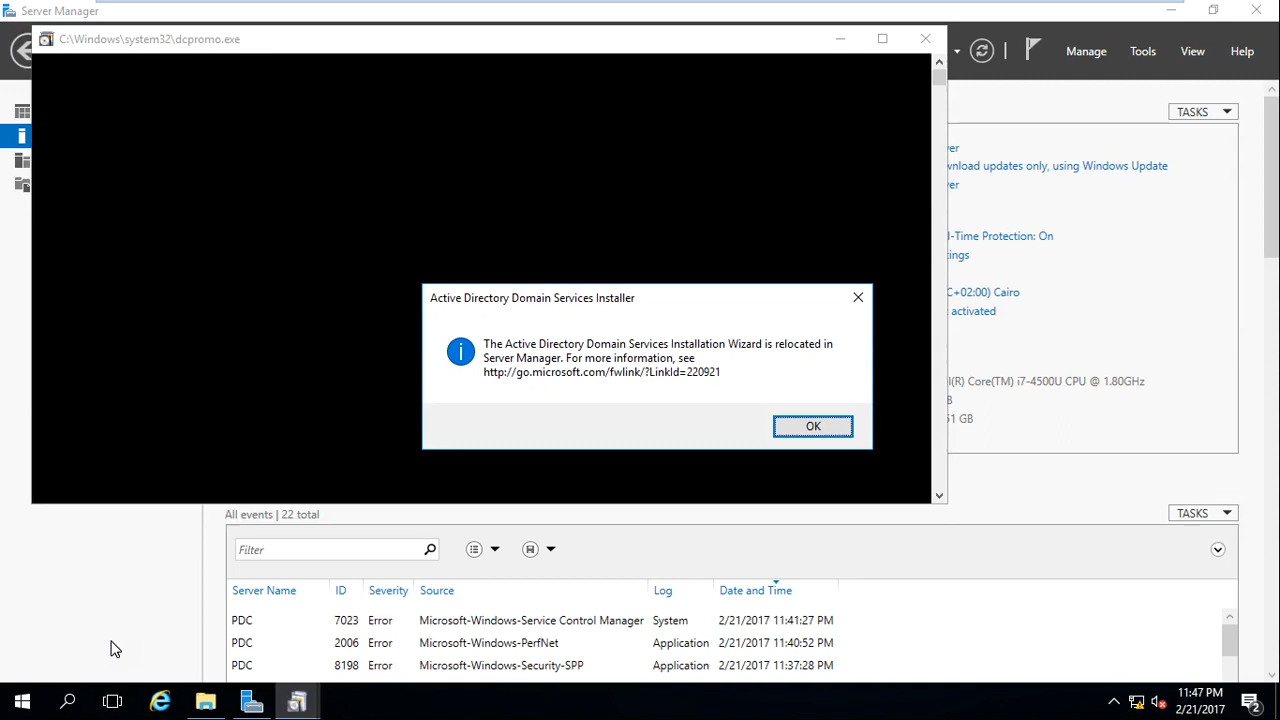 Server Manager
C:\Windows\system32\dcpromo.exe
Manage Tools View Help
TASKS
ver
wnload updates only, using Windows Update
ver
l-Time Protection: On
tings
C+02:00) Cairo
activated
l(R) Core(TM) i7-4500U CPU @ 1.80GHz
B
51 GB
Active Directory Domain Services Installer
The Active Directory Domain Services Installation Wizard is relocated in
Server Manager. For more information, see
http://go.microsoft.com/fwlink/?LinkId=220921
OK
All events | 22 total
TASKS
Filter
Server Name ID Severity Source Log Date and Time
PDC 7023 Error Microsoft-Windows-Service Control Manager System 2/21/2017 11:41:27 PM
PDC 2006 Error Microsoft-Windows-PerfNet Application 2/21/2017 11:40:52 PM
PDC 8198 Error Microsoft-Windows-Security-SPP Application 2/21/2017 11:37:28 PM
11:47 PM
2/21/2017
2